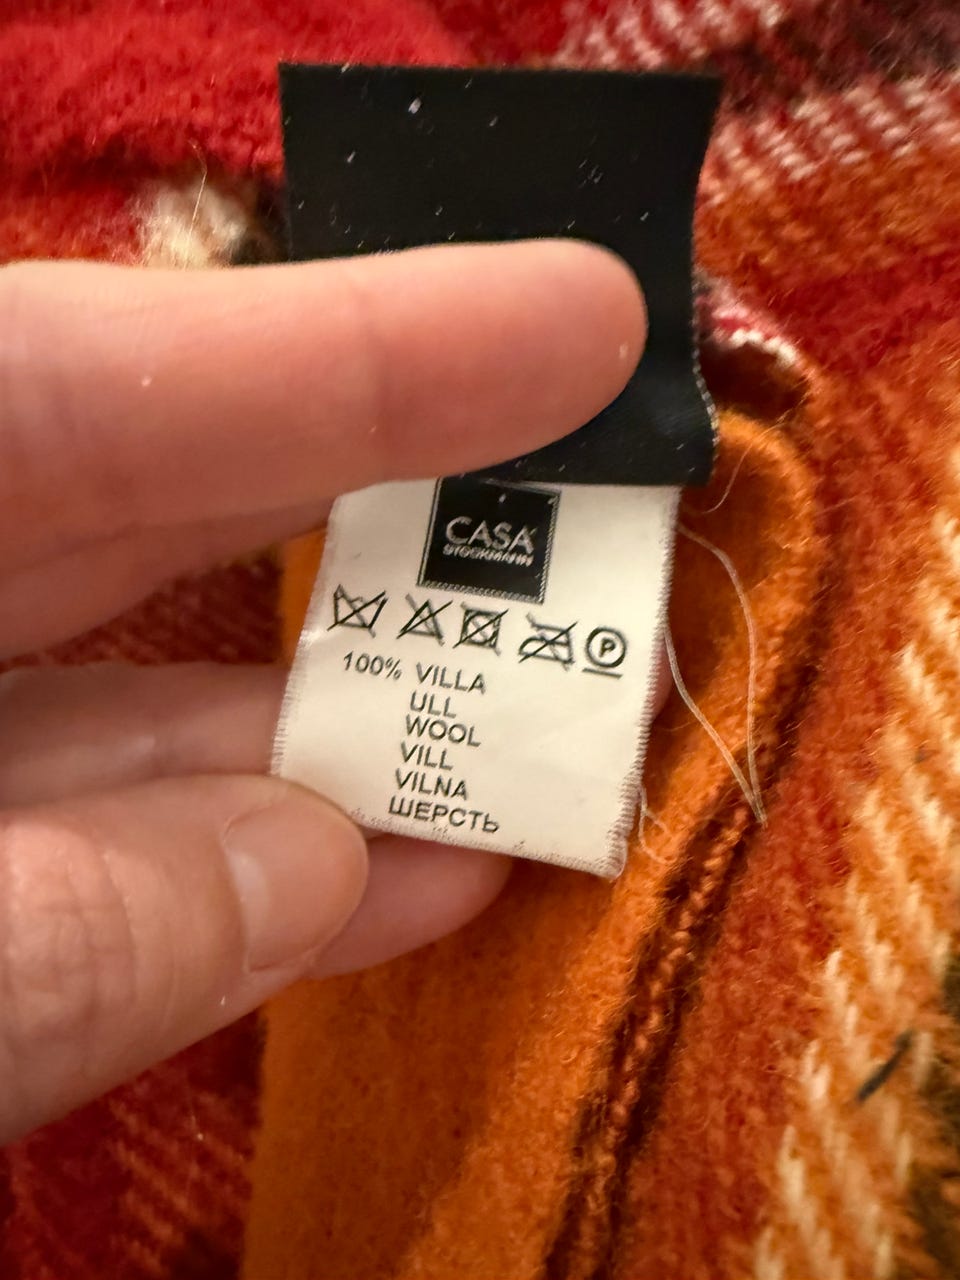 CASA
STOCKMANN
P
100% VILLA
ULL
WOOL
VILL
VILNA
ШЕРСТЬ